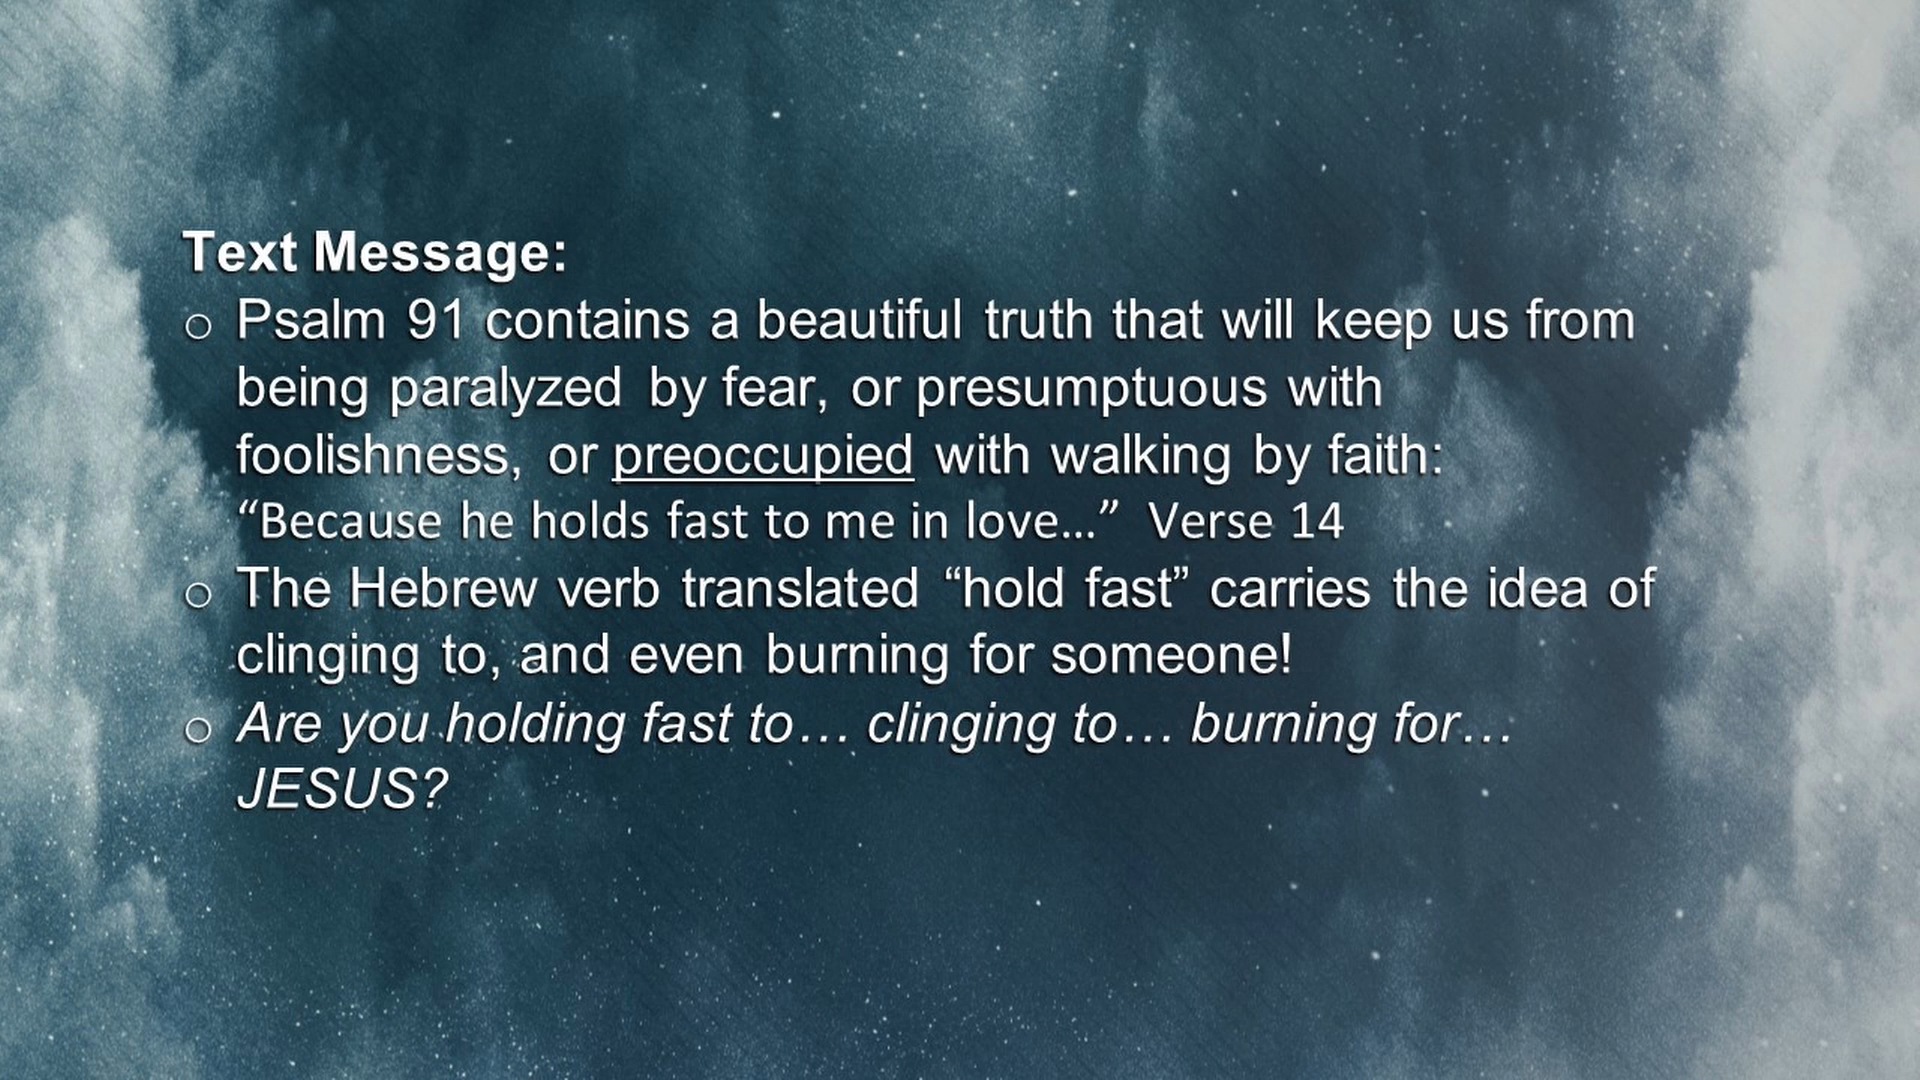 Text Message:
○ Psalm 91 contains a beautiful truth that will keep us from
being paralyzed by fear, or presumptuous with
foolishness, or preoccupied with walking by faith:
“Because he holds fast to me in love…” Verse 14
○ The Hebrew verb translated “hold fast” carries the idea of
clinging to, and even burning for someone!
○ Are you holding fast to… clinging to… burning for…
JESUS?